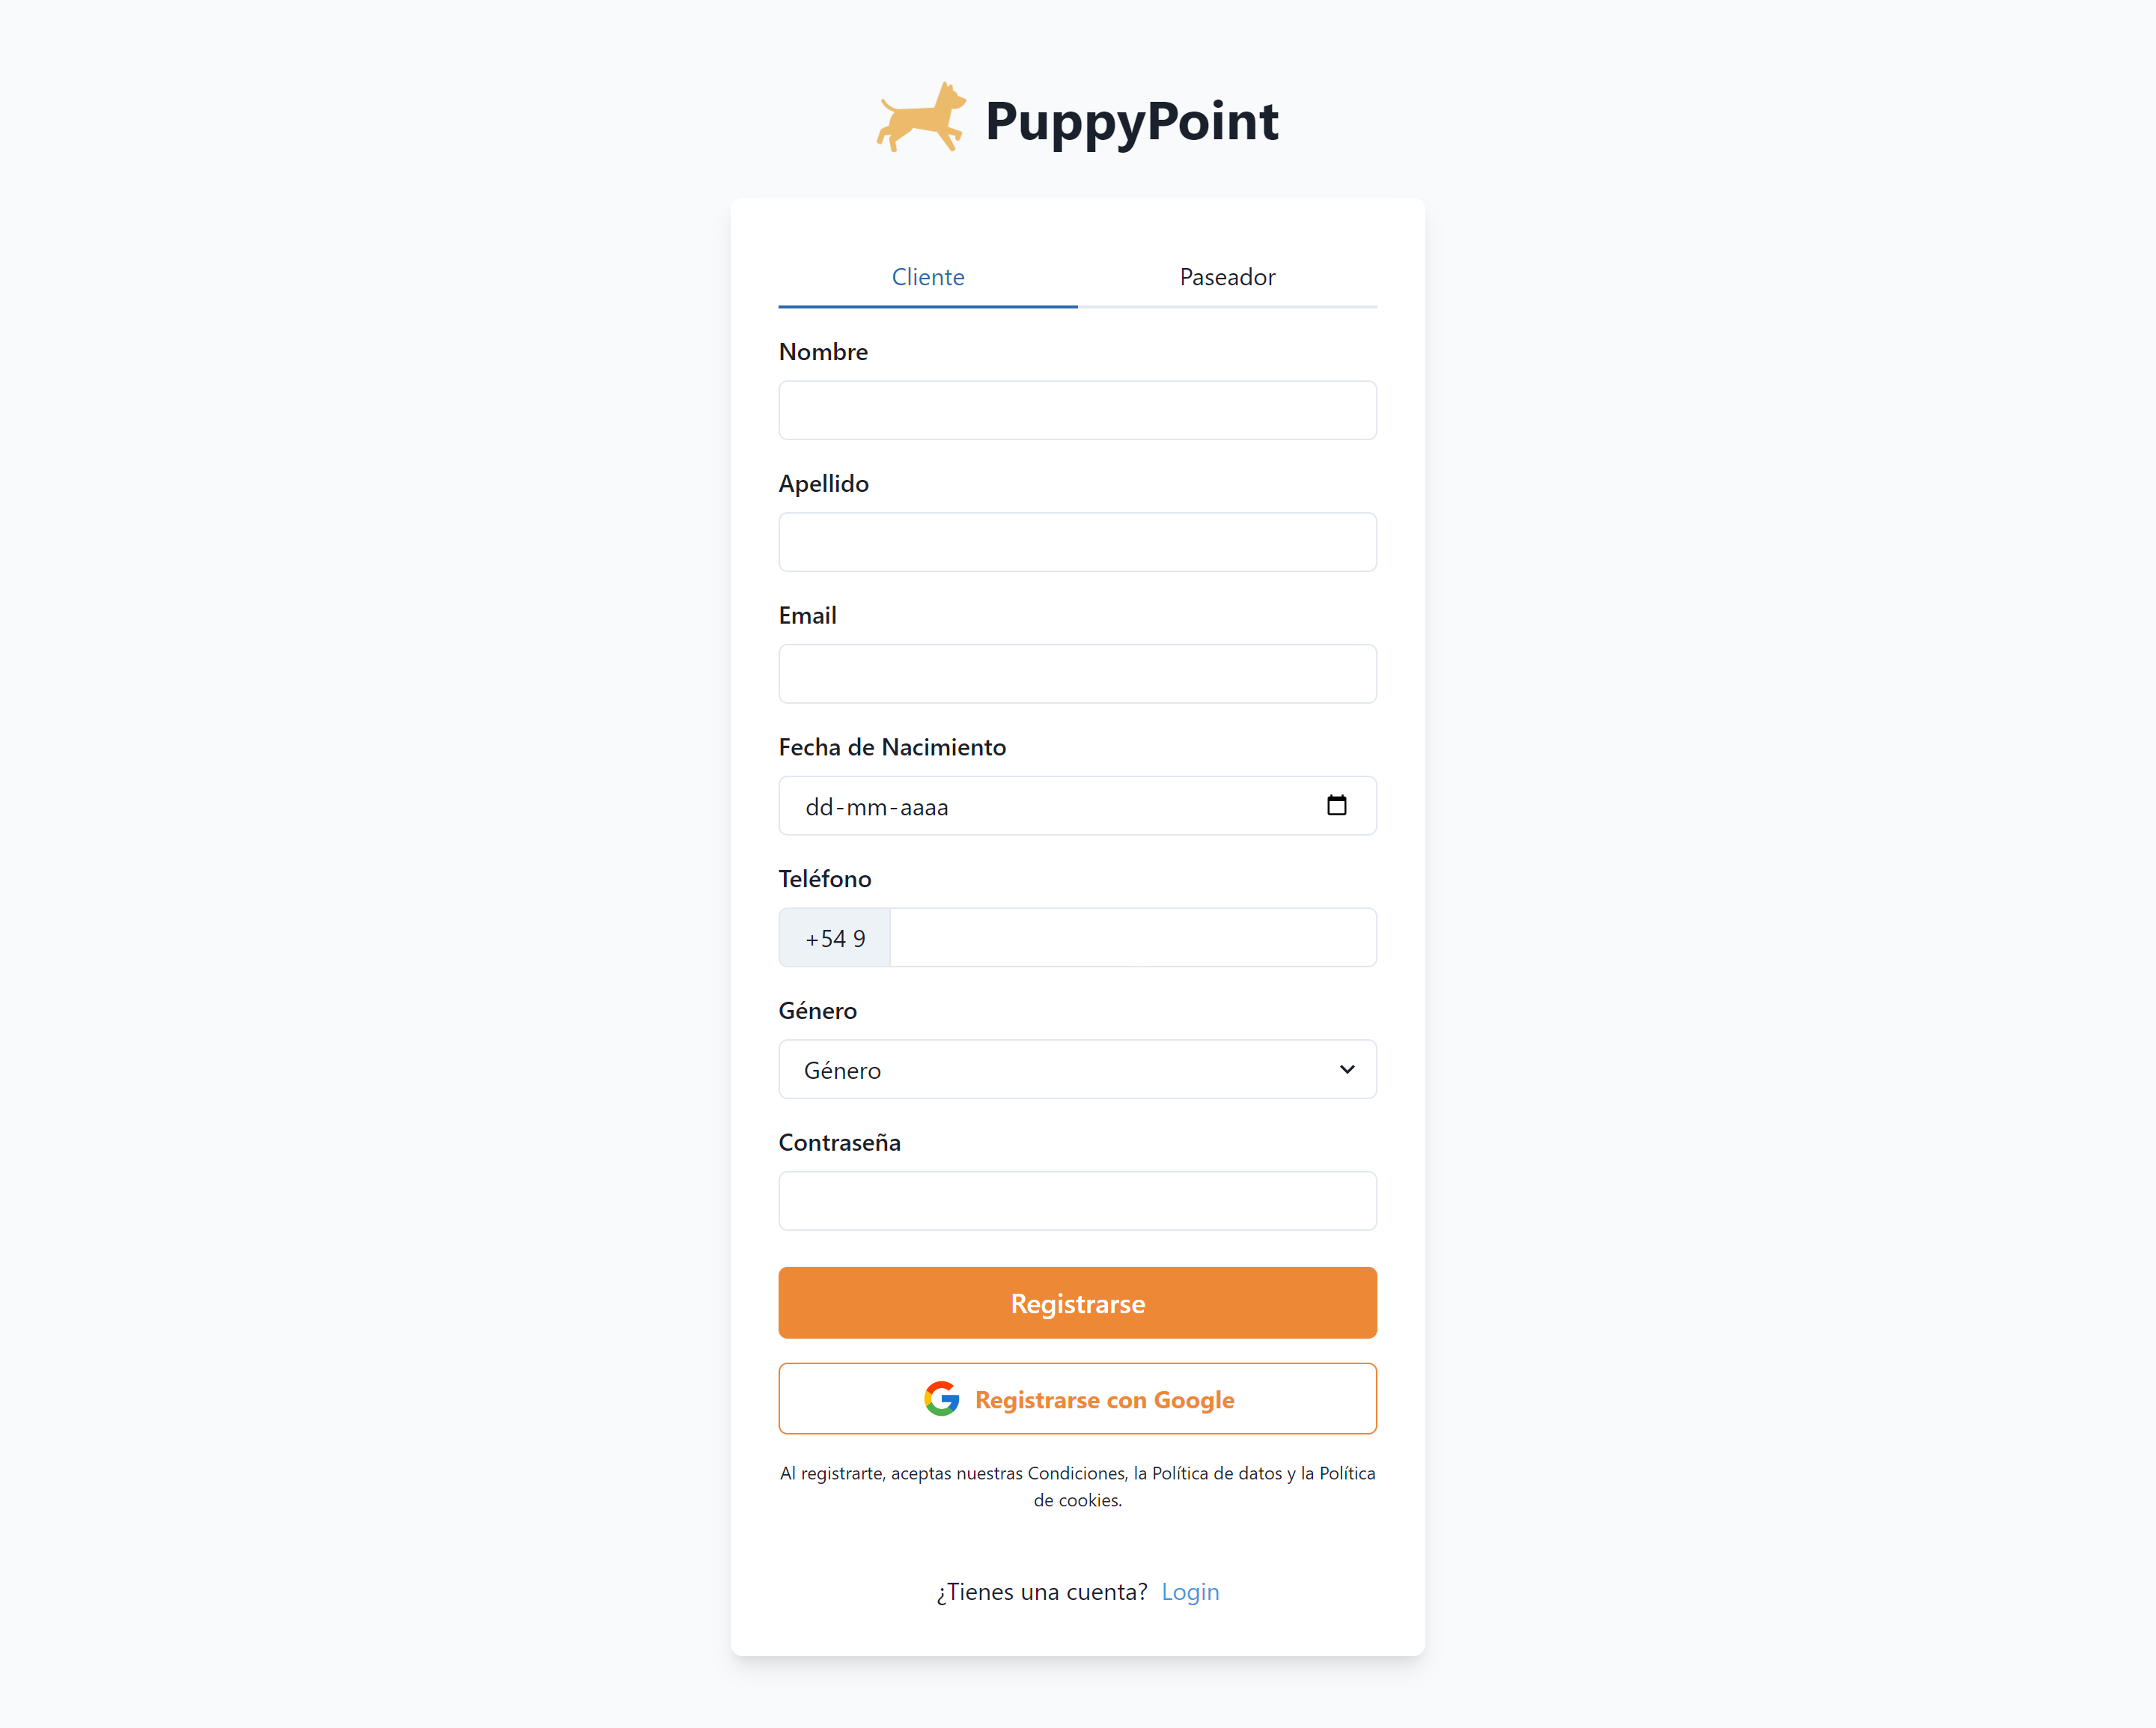 PuppyPoint
Cliente
Paseador
Nombre
Apellido
Email
Fecha de Nacimiento
dd-mm-aaaa
Teléfono
+54 9
Género
Género
Contraseña
Registrarse
Registrarse con Google
Al registrarte, aceptas nuestras Condiciones, la Política de datos y la Política
de cookies.
¿Tienes una cuenta? Login